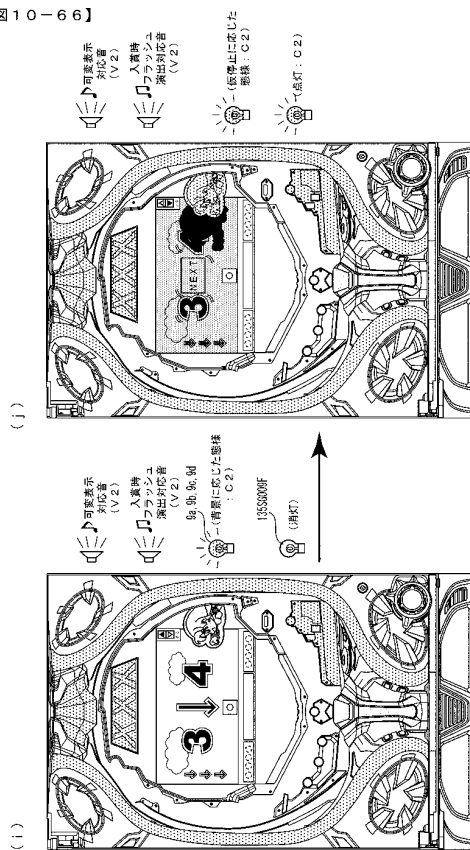 【図10-66】
(i)
3
4
♪可変表示
対応音
(V2)
入賞時
フラッシュ
演出対応音
(V2)
9a,9b,9c,9d
(背景に応じた態様
:C2)
135SG009F
(消灯)
(j)
3
NEXT
4
♪可変表示
対応音
(V2)
入賞時
フラッシュ
演出対応音
(V2)
(仮停止に応じた
態様:C2)
(点灯:C2)